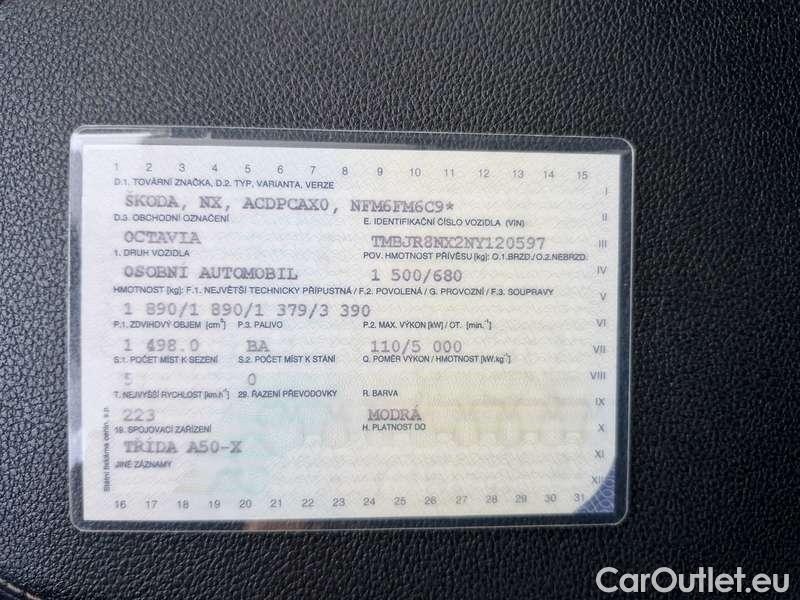 1 2 3 4 5 6 7 8 9 10 11 12 13 14 15
D.1. TOVÁRNÍ ZNAČKA, D.2. TYP, VARIANTA, VERZE I
ŠKODA, NX, ACDPCAX0, NFM6FM6C9*
D.3. OBCHODNÍ OZNAČENÍ E. IDENTIFIKAČNÍ ČÍSLO VOZIDLA (VIN) II
OCTAVIA TMBJR8NX2NY120597 III
1. DRUH VOZIDLA POV. HMOTNOST PŘÍVĚSU [kg]: O.1.BRZD./O.2.NEBRZD.
OSOBNÍ AUTOMOBIL 1 500/680 IV
HMOTNOST [kg]: F.1. NEJVĚTŠÍ TECHNICKY PŘÍPUSTNÁ / F.2. POVOLENÁ / G. PROVOZNÍ / F.3. SOUPRAVY V
1 890/1 890/1 379/3 390
P.1. ZDVIHOVÝ OBJEM [cm³] P.3. PALIVO P.2. MAX. VÝKON [kW] / OT. [min.⁻¹] VI
1 498.0 BA 110/5 000 VII
S.1. POČET MÍST K SEZENÍ S.2. POČET MÍST K STÁNÍ Q. POMĚR VÝKON / HMOTNOST [kW.kg⁻¹]
5 0 VIII
T. NEJVYŠŠÍ RYCHLOST [km.h⁻¹] 29. ŘAZENÍ PŘEVODOVKY R. BARVA IX
223 MODRÁ
19. SPOJOVACÍ ZAŘÍZENÍ H. PLATNOST DO X
TŘÍDA A50-X XI
JINÉ ZÁZNAMY XII
Státní tiskárna cenin, s.p.
16 17 18 19 20 21 22 23 24 25 26 27 28 29 30 31
CarOutlet.eu